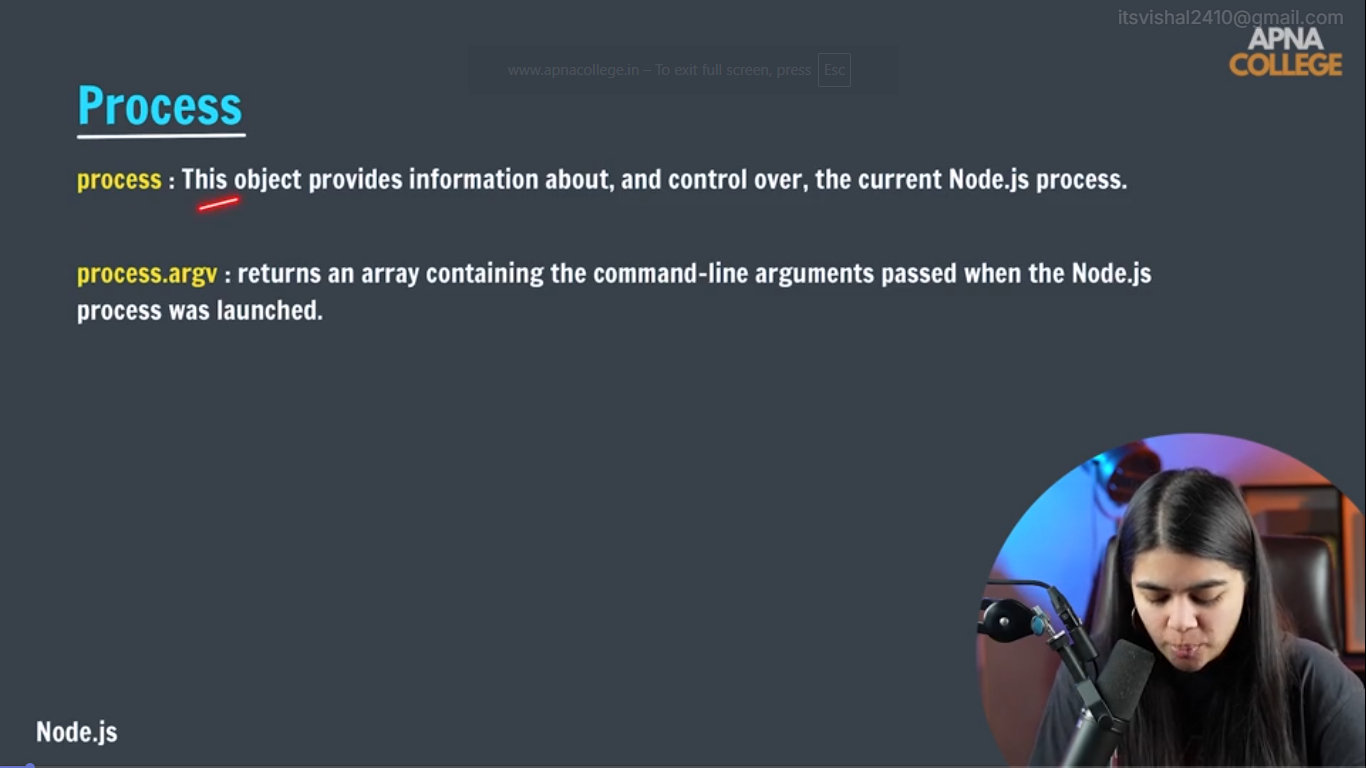 itsvishal2410@gmail.com
APNA
COLLEGE
www.apnacollege.in – To exit full screen, press Esc
Process
process : This object provides information about, and control over, the current Node.js process.
process.argv : returns an array containing the command-line arguments passed when the Node.js
process was launched.
Node.js